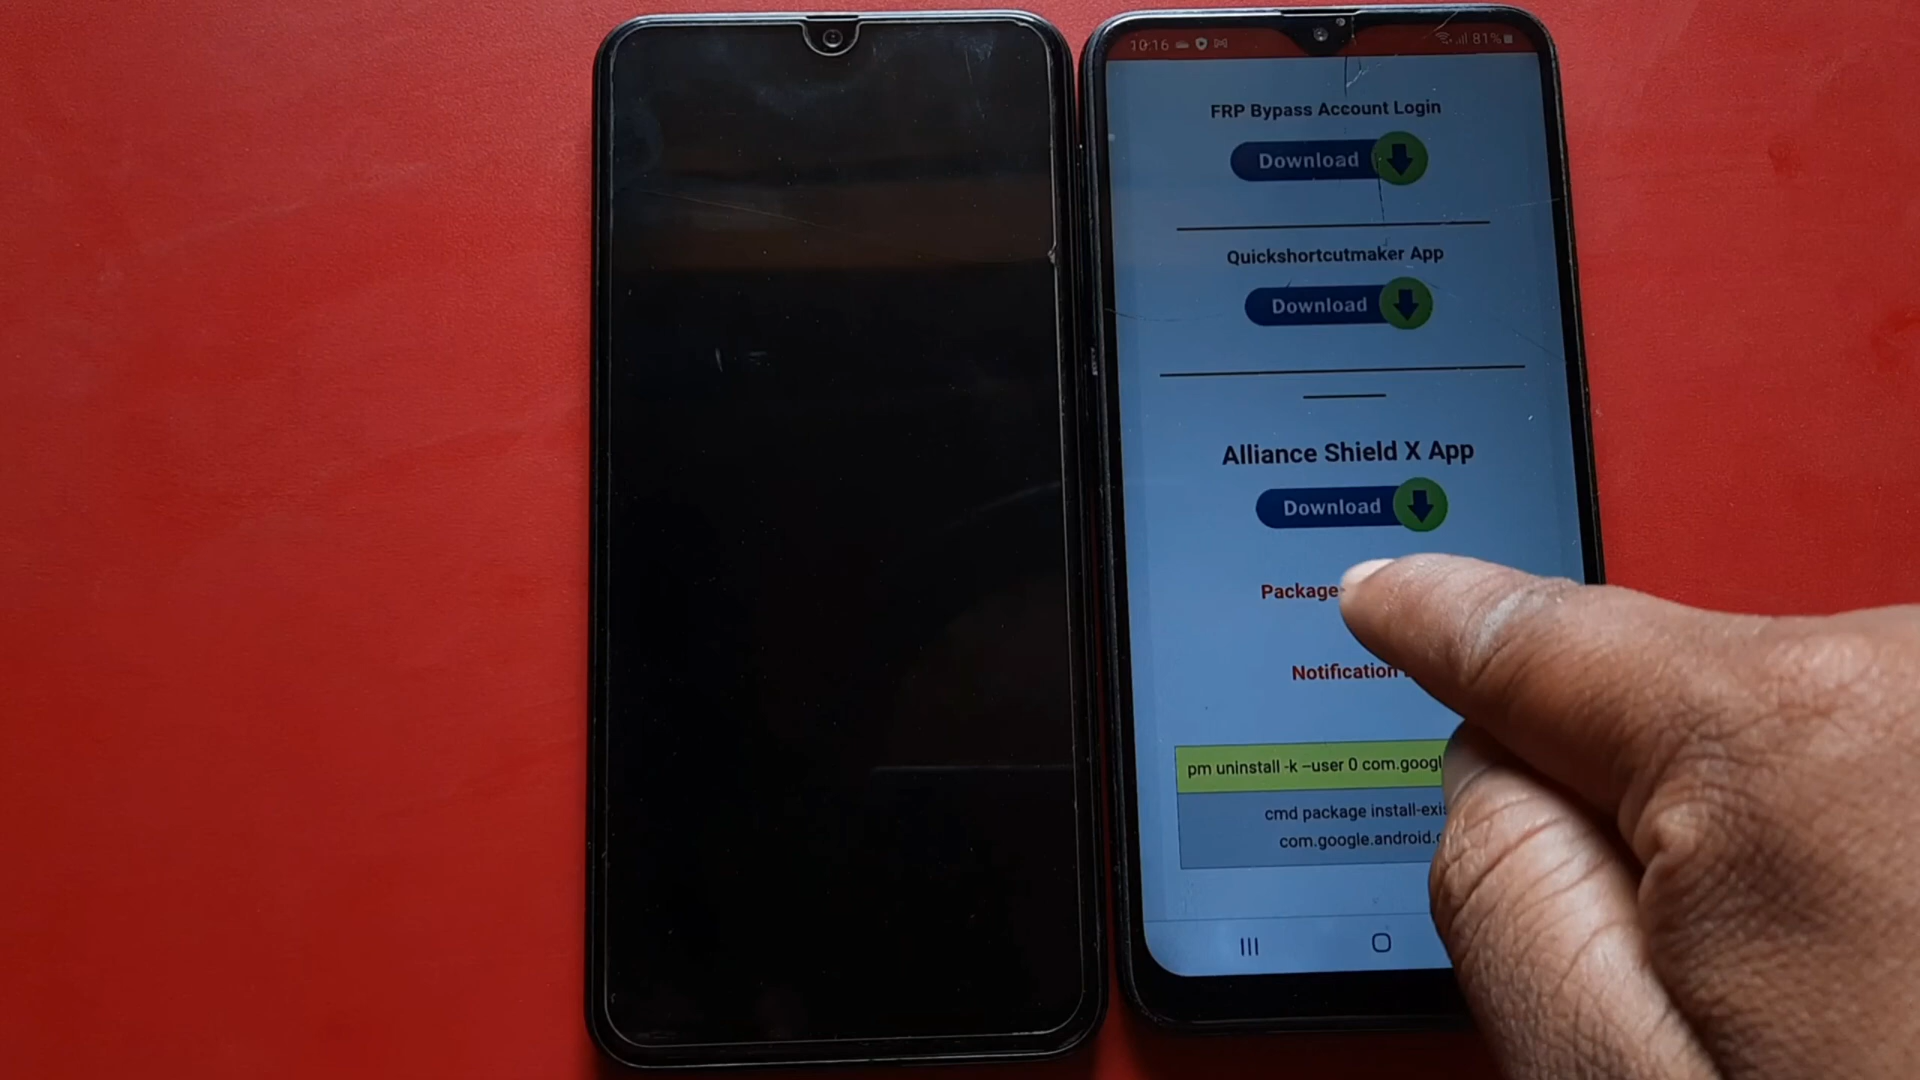 10:16
81%
FRP Bypass Account Login
Download
Quickshortcutmaker App
Download
Alliance Shield X App
Download
Package
Notification
pm uninstall -k –user 0 com.googl
cmd package install-exi
com.google.android.